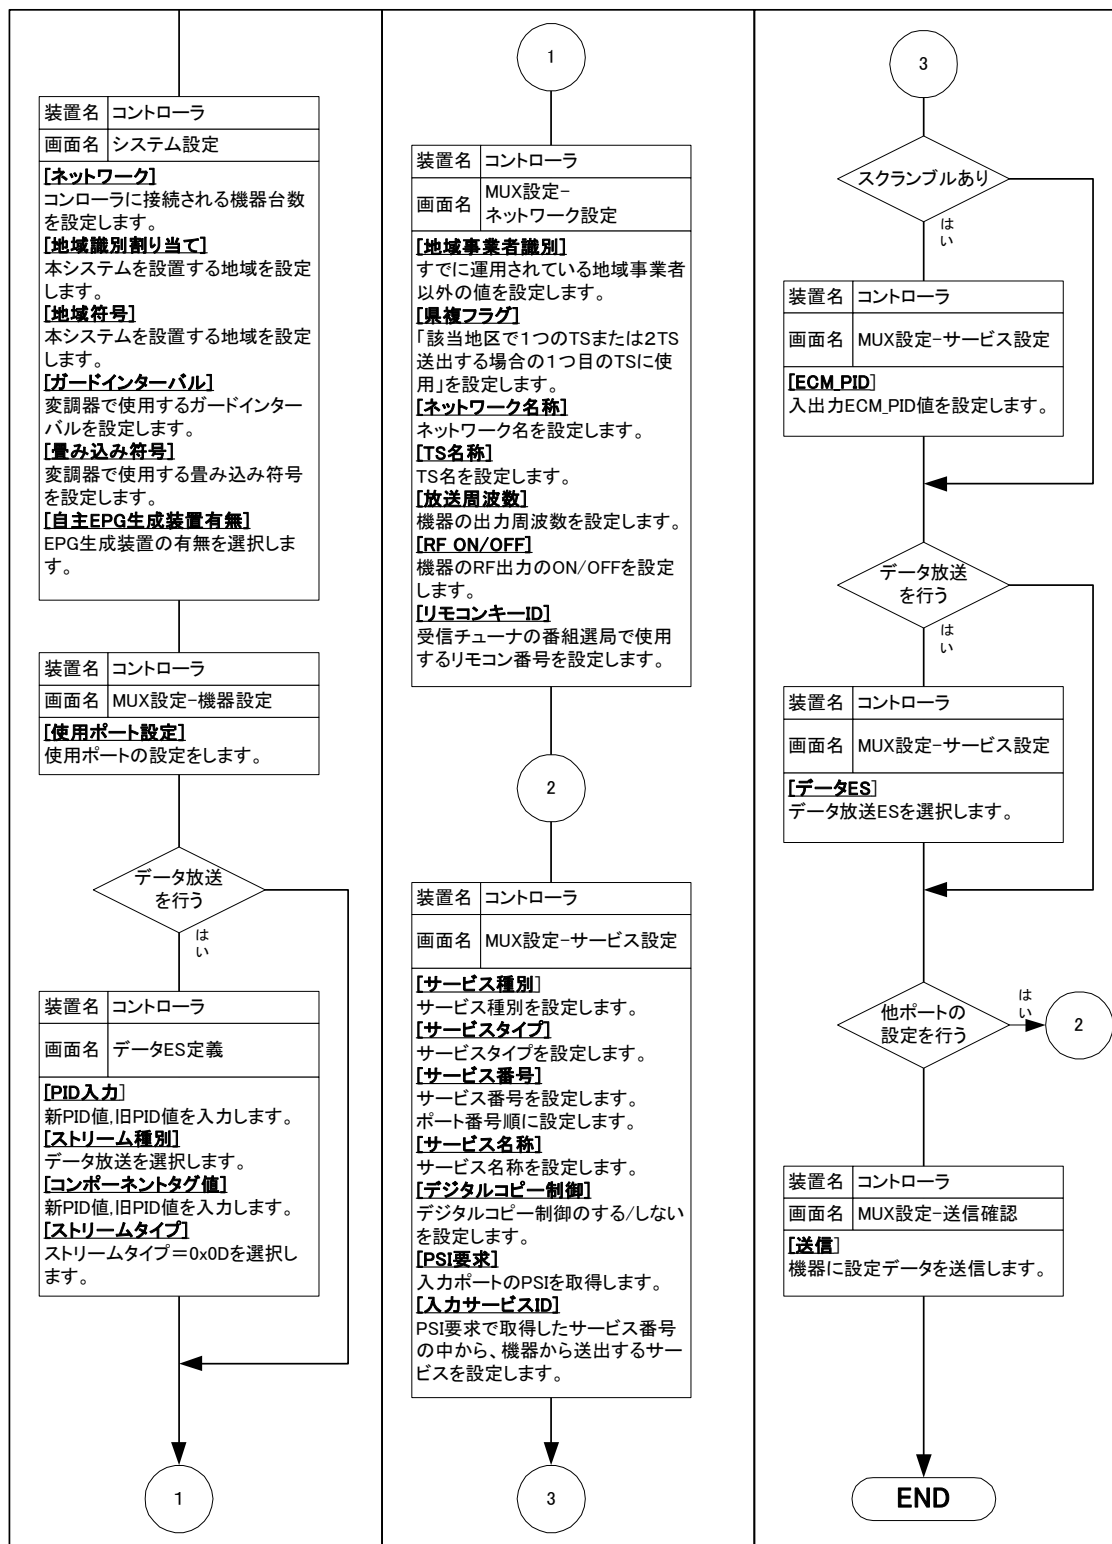 装置名 コントローラ
画面名 システム設定
[ネットワーク]
コンローラに接続される機器台数
を設定します。
[地域識別割り当て]
本システムを設置する地域を設定
します。
[地域符号]
本システムを設置する地域を設定
します。
[ガードインターバル]
変調器で使用するガードインター
バルを設定します。
[畳み込み符号]
変調器で使用する畳み込み符号
を設定します。
[自主EPG生成装置有無]
EPG生成装置の有無を選択しま
す。
装置名 コントローラ
画面名 MUX設定-機器設定
[使用ポート設定]
使用ポートの設定をします。
データ放送
を行う
は
い
装置名 コントローラ
画面名 データES定義
[PID入力]
新PID値,旧PID値を入力します。
[ストリーム種別]
データ放送を選択します。
[コンポーネントタグ値]
新PID値,旧PID値を入力します。
[ストリームタイプ]
ストリームタイプ＝0x0Dを選択し
ます。
1
1
装置名 コントローラ
画面名 MUX設定-
ネットワーク設定
[地域事業者識別]
すでに運用されている地域事業者
以外の値を設定します。
[県複フラグ]
「該当地区で１つのTSまたは２TS
送出する場合の１つ目のTSに使
用」を設定します。
[ネットワーク名称]
ネットワーク名を設定します。
[TS名称]
TS名を設定します。
[放送周波数]
機器の出力周波数を設定します。
[RF ON/OFF]
機器のRF出力のON/OFFを設定
します。
[リモコンキーID]
受信チューナの番組選局で使用
するリモコン番号を設定します。
2
装置名 コントローラ
画面名 MUX設定-サービス設定
[サービス種別]
サービス種別を設定します。
[サービスタイプ]
サービスタイプを設定します。
[サービス番号]
サービス番号を設定します。
ポート番号順に設定します。
[サービス名称]
サービス名称を設定します。
[デジタルコピー制御]
デジタルコピー制御のする/しない
を設定します。
[PSI要求]
入力ポートのPSIを取得します。
[入力サービスID]
PSI要求で取得したサービス番号
の中から、機器から送出するサー
ビスを設定します。
3
3
スクランブルあり
は
い
装置名 コントローラ
画面名 MUX設定-サービス設定
[ECM_PID]
入出力ECM_PID値を設定します。
データ放送
を行う
は
い
装置名 コントローラ
画面名 MUX設定-サービス設定
[データES]
データ放送ESを選択します。
他ポートの
設定を行う
は
い
2
装置名 コントローラ
画面名 MUX設定-送信確認
[送信]
機器に設定データを送信します。
END